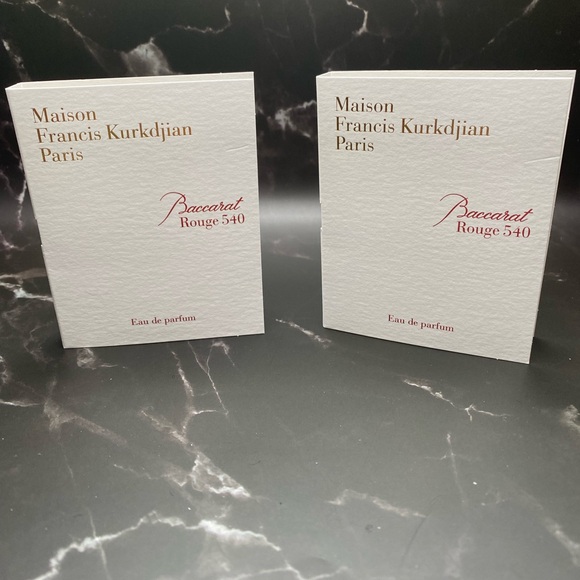 Maison
Francis Kurkdjian
Paris
Baccarat
Rouge 540
Eau de parfum
Maison
Francis Kurkdjian
Paris
Baccarat
Rouge 540
Eau de parfum